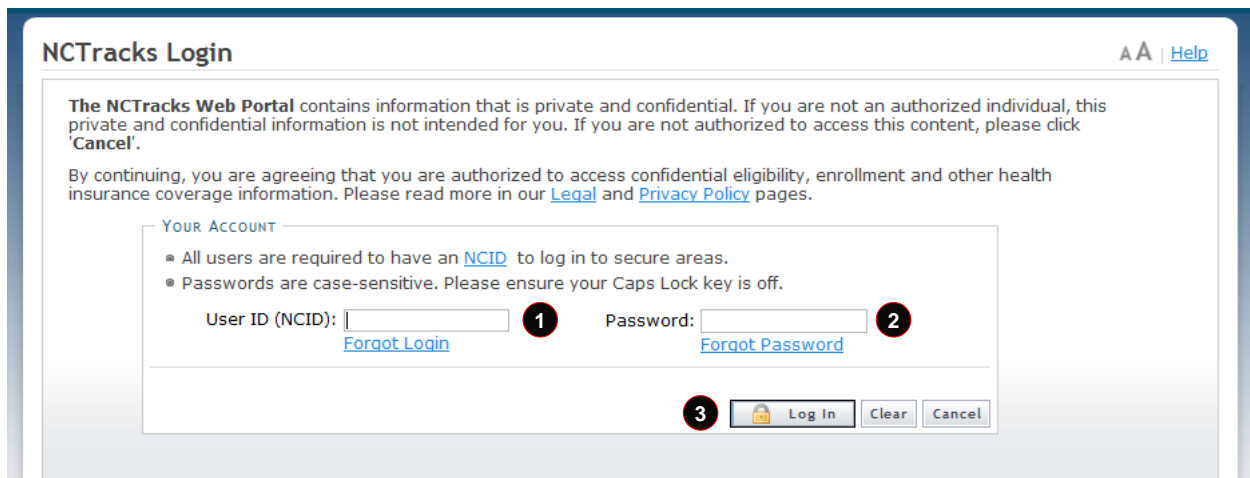 NCTracks Login
A A | Help
The NCTracks Web Portal contains information that is private and confidential. If you are not an authorized individual, this
private and confidential information is not intended for you. If you are not authorized to access this content, please click
'Cancel'.
By continuing, you are agreeing that you are authorized to access confidential eligibility, enrollment and other health
insurance coverage information. Please read more in our Legal and Privacy Policy pages.
YOUR ACCOUNT
All users are required to have an NCID to log in to secure areas.
Passwords are case-sensitive. Please ensure your Caps Lock key is off.
User ID (NCID): 1 Password: 2
Forgot Login Forgot Password
3 Log In Clear Cancel